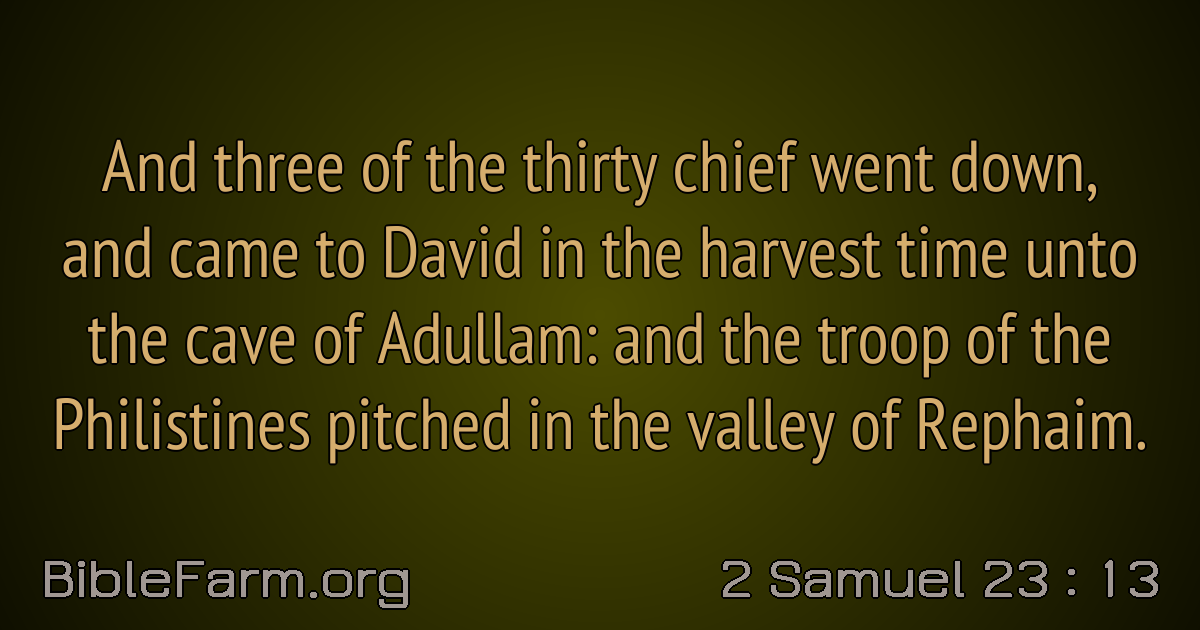 And three of the thirty chief went down,
and came to David in the harvest time unto
the cave of Adullam: and the troop of the
Philistines pitched in the valley of Rephaim.
BibleFarm.org
2 Samuel 23 : 13